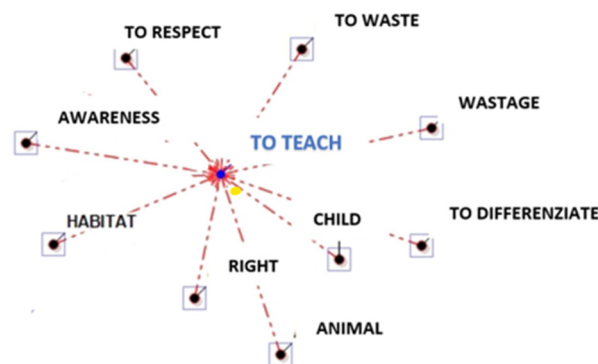 TO RESPECT
TO WASTE
AWARENESS
WASTAGE
TO TEACH
HABITAT
CHILD
TO DIFFERENZIATE
RIGHT
ANIMAL